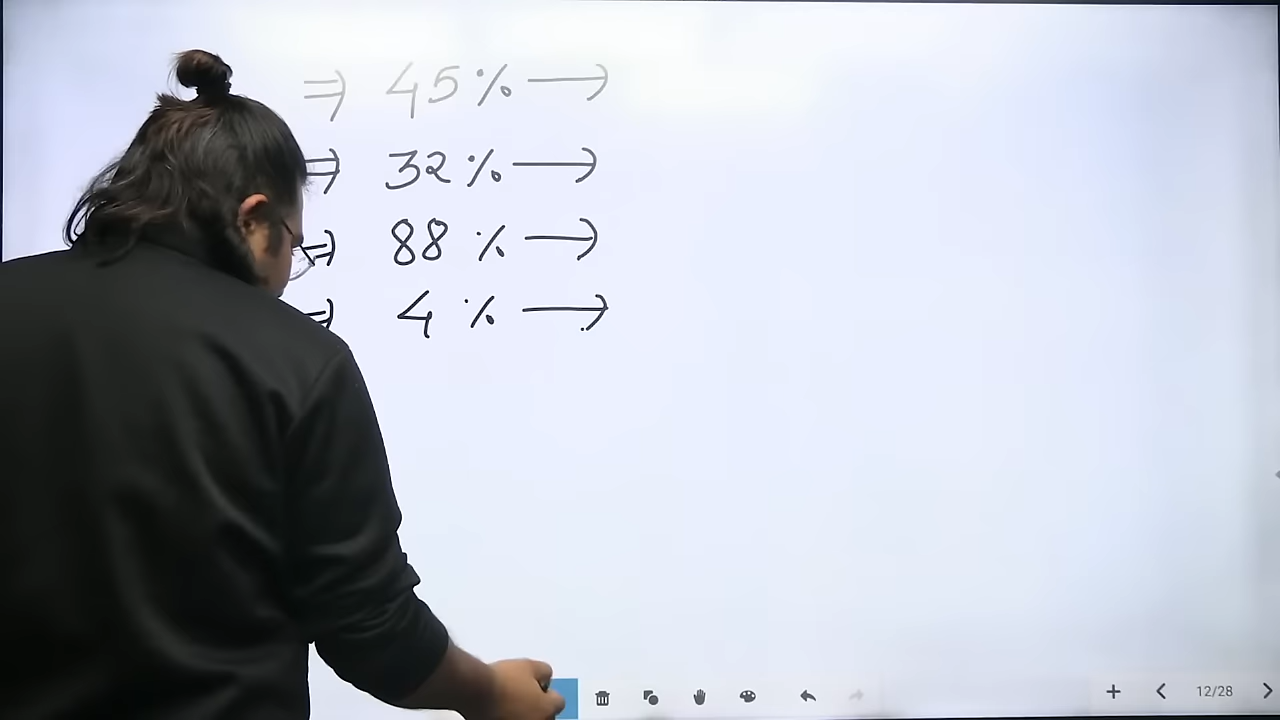 ⇒ 45% →
⇒ 32% →
⇒ 88% →
⇒ 4% →
12/28